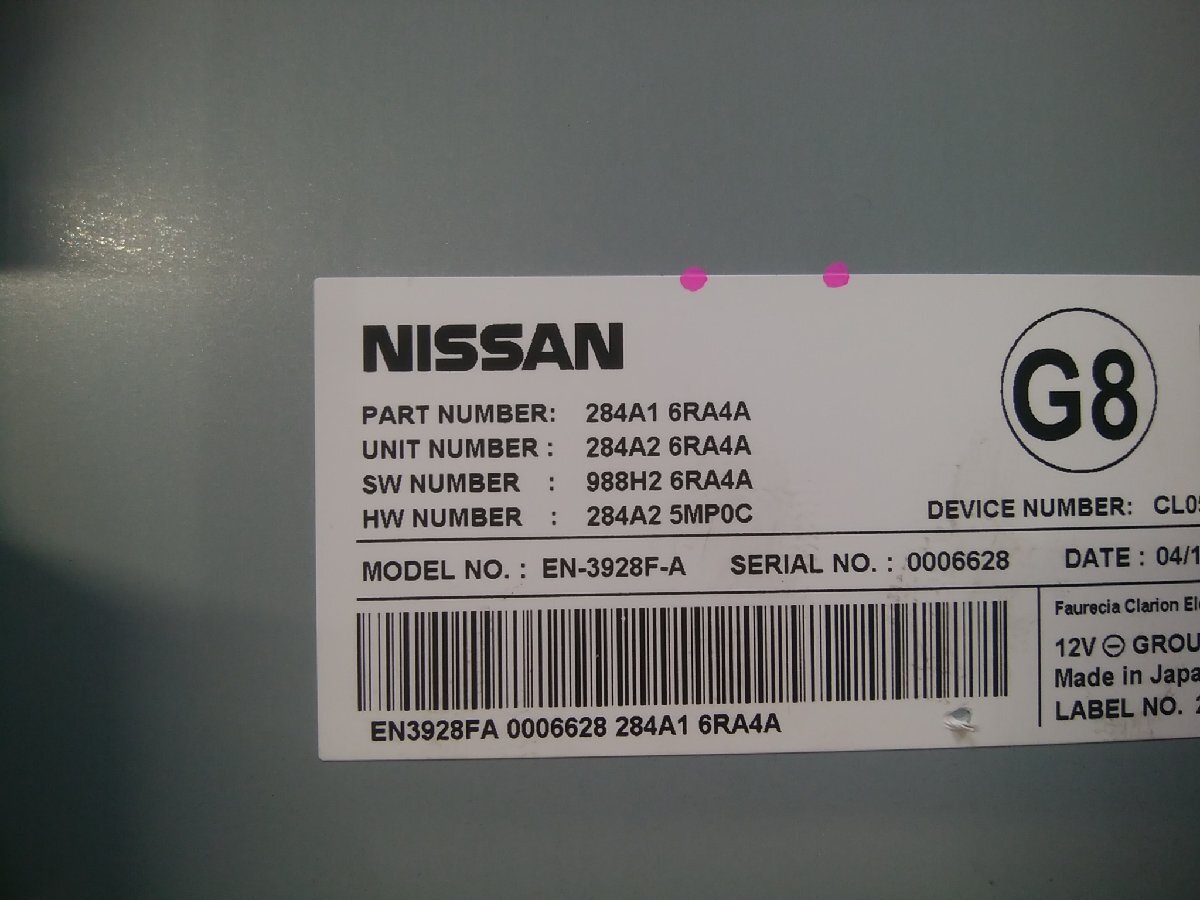 NISSAN
G8
PART NUMBER: 284A1 6RA4A
UNIT NUMBER : 284A2 6RA4A
SW NUMBER : 988H2 6RA4A
HW NUMBER : 284A2 5MP0C
DEVICE NUMBER:
MODEL NO. : EN-3928F-A SERIAL NO. : 0006628 DATE : 04/1
Faurecia Clarion
12V ⊖
Made in
LABEL NO.
EN3928FA 0006628 284A1 6RA4A